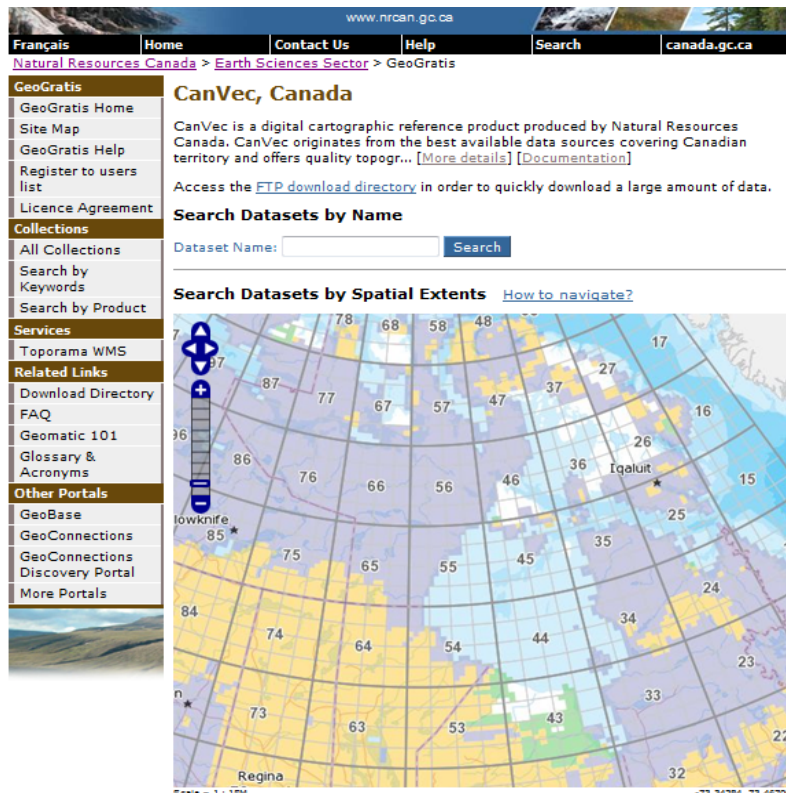 www.nrcan.gc.ca
Français Home Contact Us Help Search canada.gc.ca
Natural Resources Canada > Earth Sciences Sector > GeoGratis
GeoGratis
GeoGratis Home
Site Map
GeoGratis Help
Register to users
list
Licence Agreement
Collections
All Collections
Search by
Keywords
Search by Product
Services
Toporama WMS
Related Links
Download Directory
FAQ
Geomatic 101
Glossary &
Acronyms
Other Portals
GeoBase
GeoConnections
GeoConnections
Discovery Portal
More Portals
CanVec, Canada
CanVec is a digital cartographic reference product produced by Natural Resources
Canada. CanVec originates from the best available data sources covering Canadian
territory and offers quality topogr... [More details] [Documentation]
Access the FTP download directory in order to quickly download a large amount of data.
Search Datasets by Name
Dataset Name: Search
Search Datasets by Spatial Extents How to navigate?
78 68 58 48
17
97 27
87 77 67 57 47 37
16
96 86 26
76 66 56 46 36 Iqaluit 15
25
lowknife
85 35
75 65 55 45
24
84 34
74 64 54 44
23
33
73 63 53 43
22
32
Regina